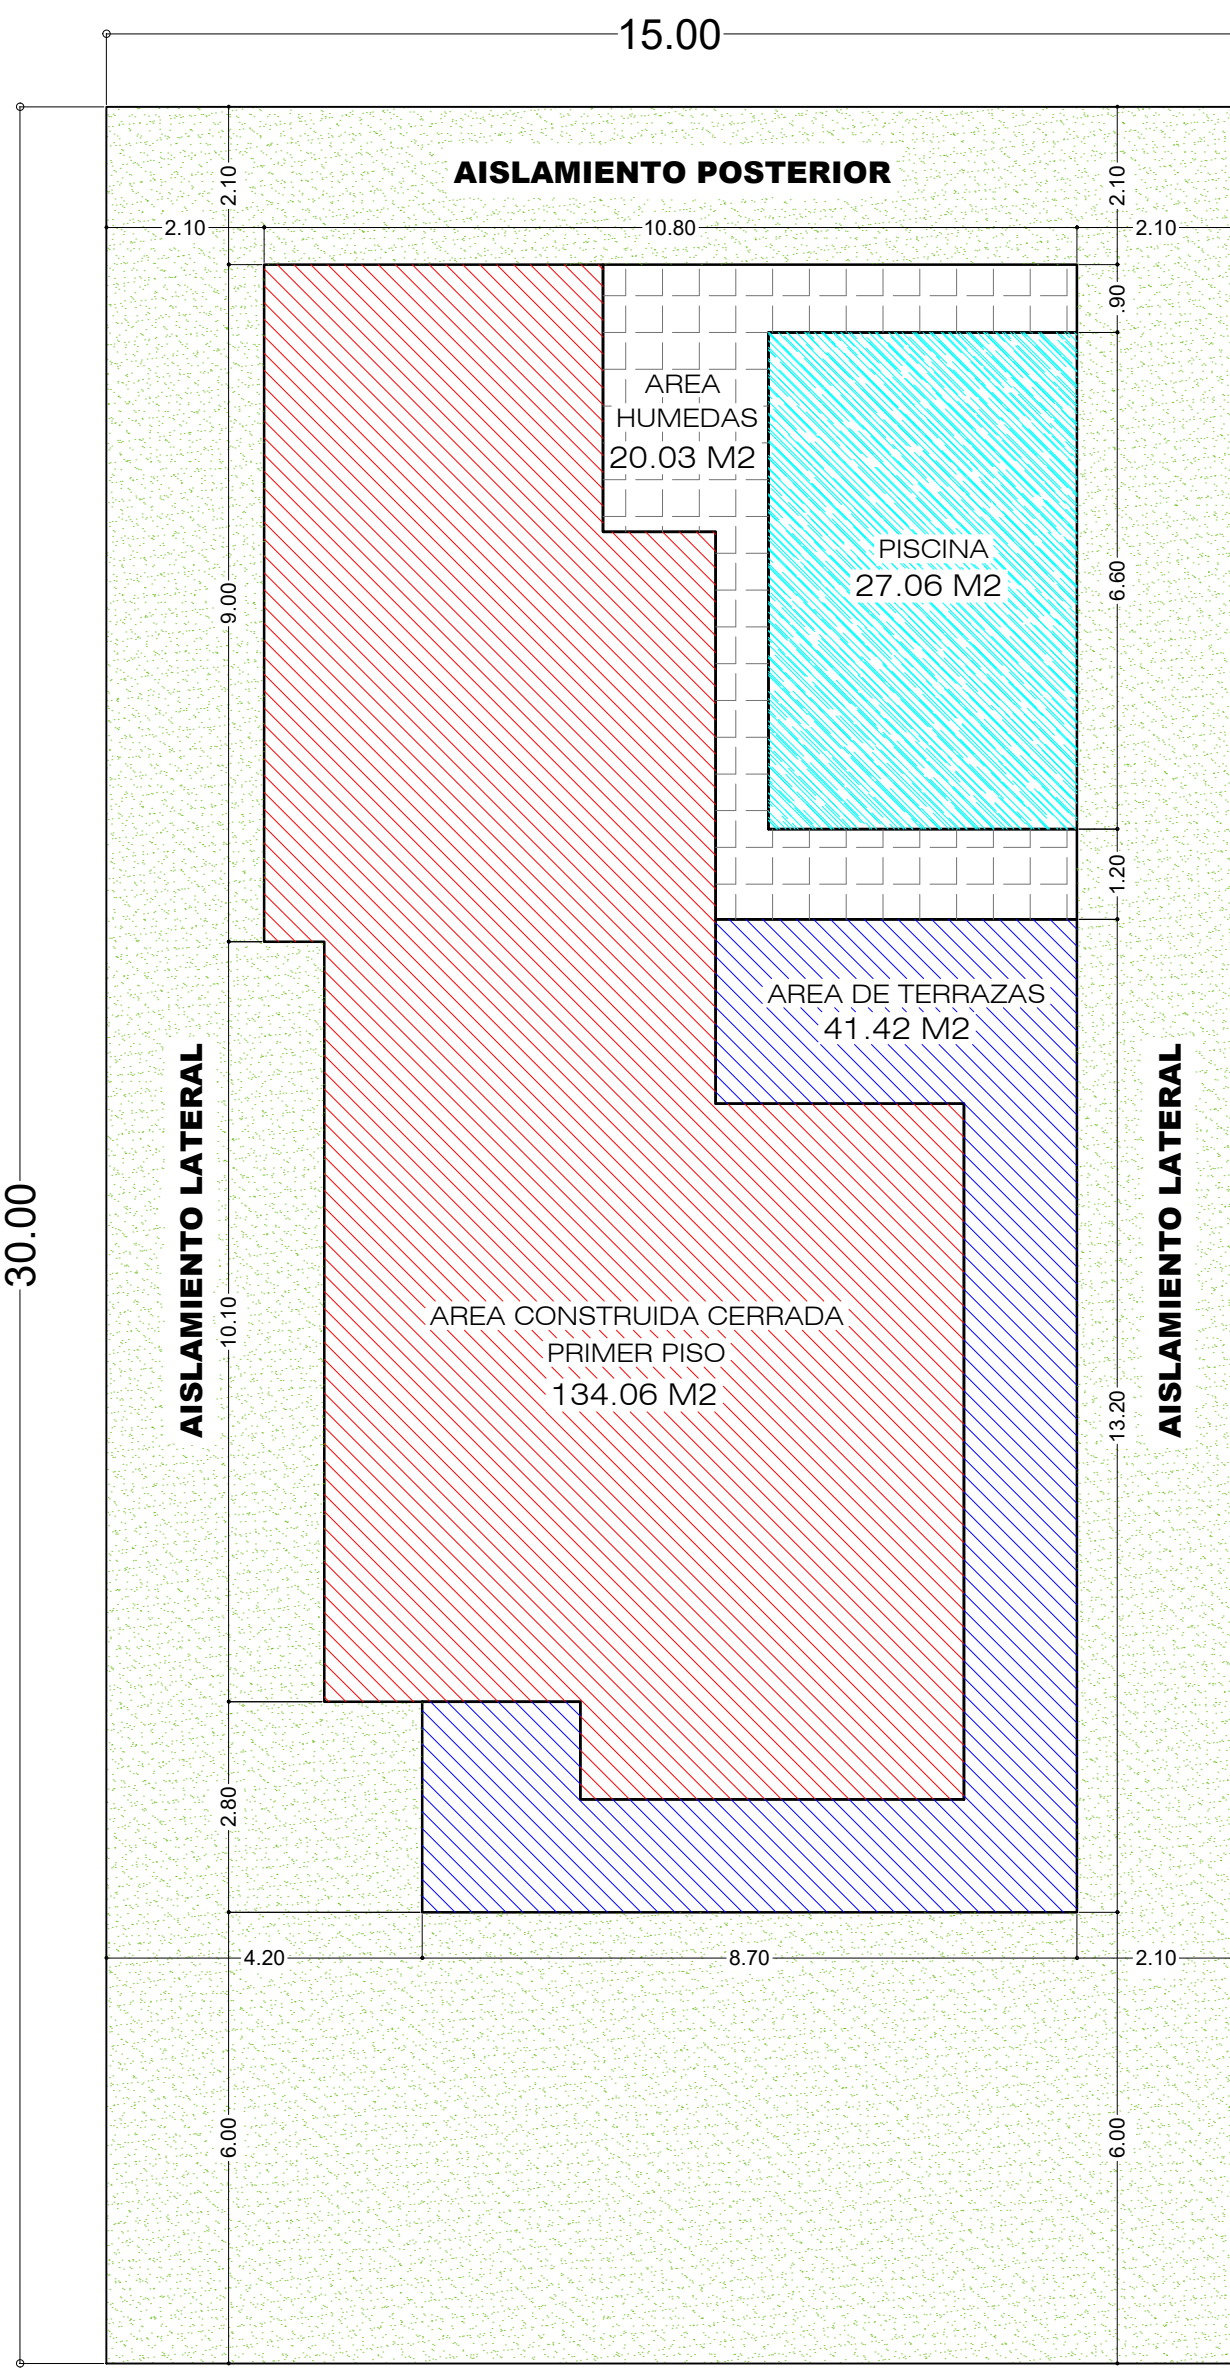 15.00
AISLAMIENTO POSTERIOR
2.10
2.10
2.10
10.80
2.10
.90
AREA
HUMEDAS
20.03 M2
PISCINA
27.06 M2
9.00
6.60
1.20
AREA DE TERRAZAS
41.42 M2
AISLAMIENTO LATERAL
AISLAMIENTO LATERAL
30.00
10.10
AREA CONSTRUIDA CERRADA
PRIMER PISO
134.06 M2
13.20
2.80
4.20
8.70
2.10
6.00
6.00